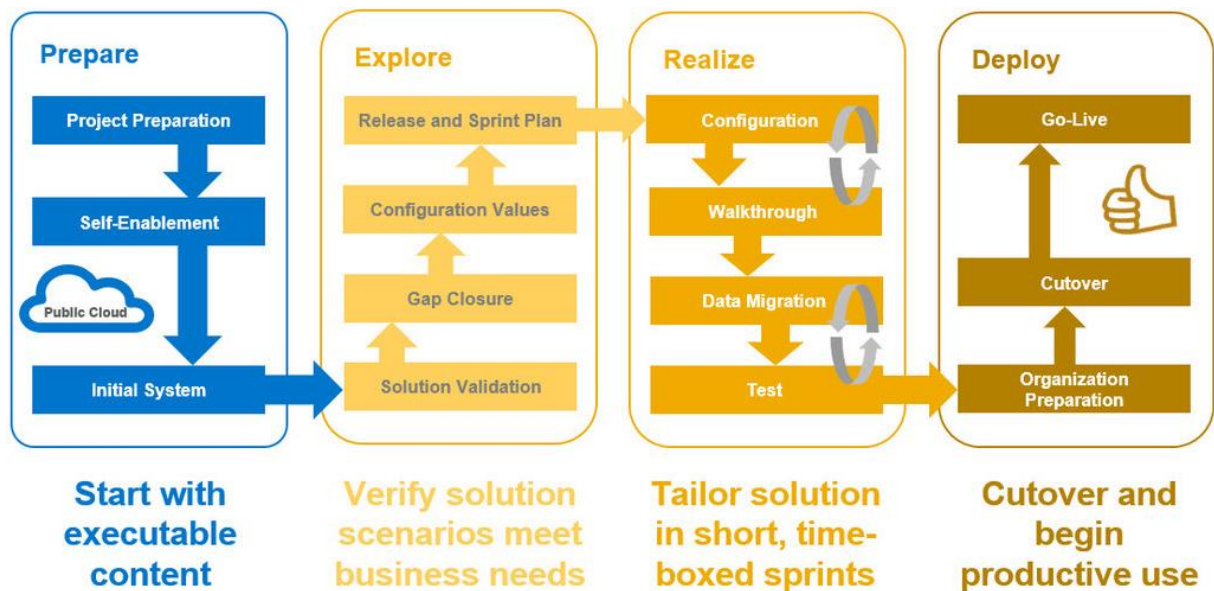 Prepare
Project Preparation
Self-Enablement
Public Cloud
Initial System
Start with
executable
content
Explore
Release and Sprint Plan
Configuration Values
Gap Closure
Solution Validation
Verify solution
scenarios meet
business needs
Realize
Configuration
Walkthrough
Data Migration
Test
Tailor solution
in short, time-
boxed sprints
Deploy
Go-Live
Cutover
Organization
Preparation
Cutover and
begin
productive use